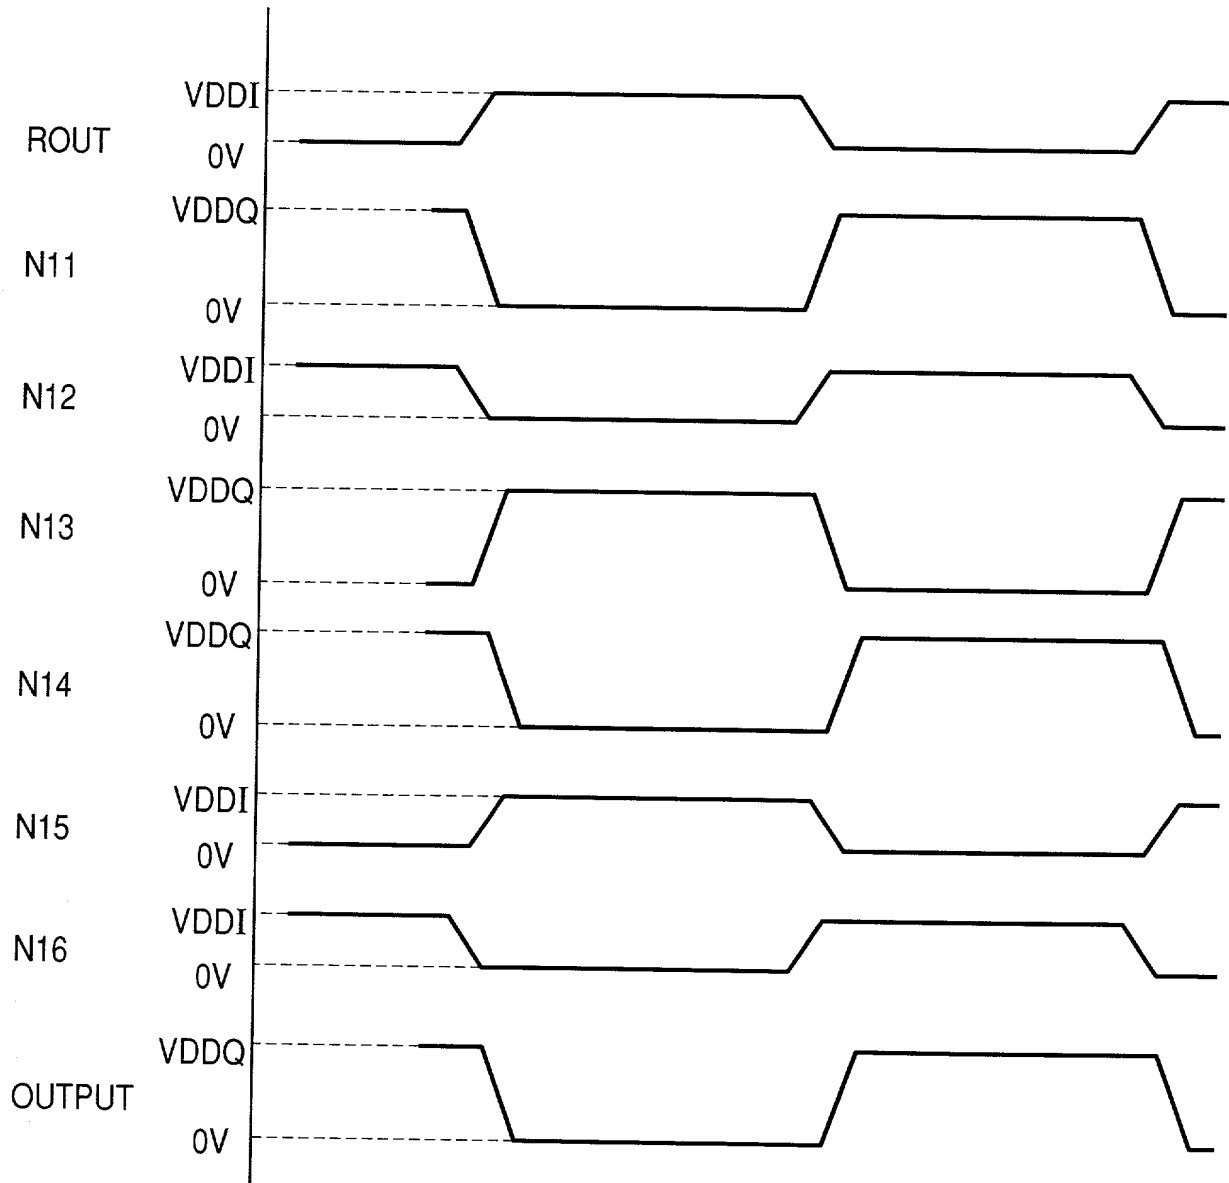 VDDI
ROUT
0V
VDDQ
N11
0V
VDDI
N12
0V
VDDQ
N13
0V
VDDQ
N14
0V
VDDI
N15
0V
VDDI
N16
0V
VDDQ
OUTPUT
0V